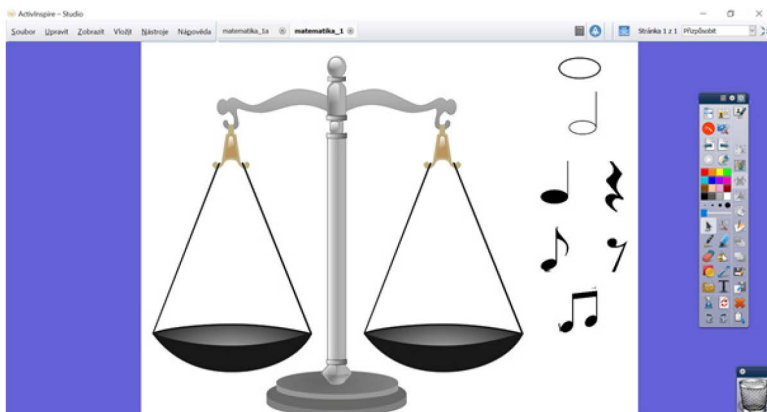 ActivInspire – Studio
Soubor Upravit Zobrazit Vložit Nástroje Nápověda matematika_1a matematika_1 Stránka 1 z 1 Přizpůsobit